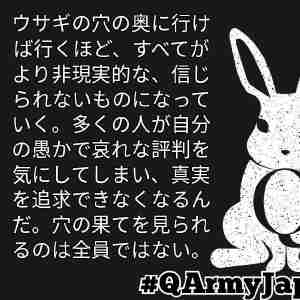 ウサギの穴の奥に行け
ば行くほど、すべてが
より非現実的な、信じ
られないものになって
いく。多くの人が自分
の愚かで哀れな評判を
気にしてしまい、真実
を追求できなくなるん
だ。穴の果てを見られ
るのは全員ではない。
Q
#QArmyJap